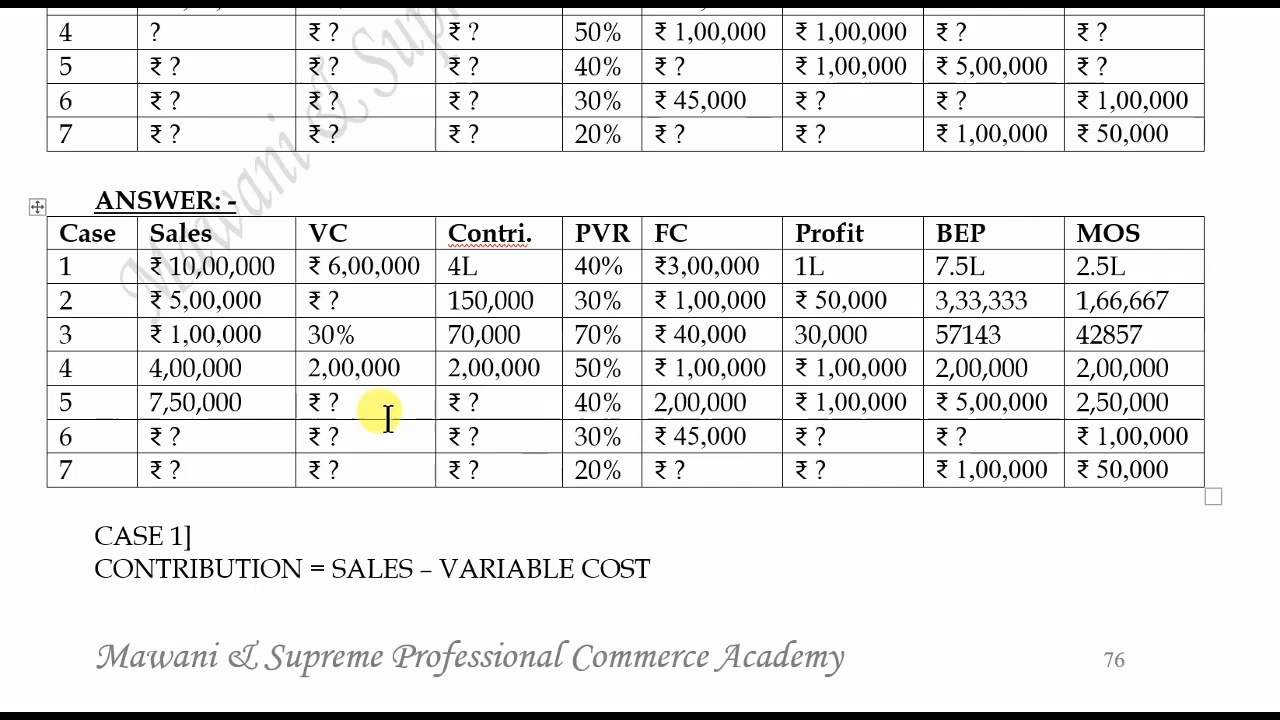 4 ? ₹ ? ₹ ? 50% ₹ 1,00,000 ₹ 1,00,000 ₹ ? ₹ ?
5 ₹ ? ₹ ? ₹ ? 40% ₹ ? ₹ 1,00,000 ₹ 5,00,000 ₹ ?
6 ₹ ? ₹ ? ₹ ? 30% ₹ 45,000 ₹ ? ₹ ? ₹ 1,00,000
7 ₹ ? ₹ ? ₹ ? 20% ₹ ? ₹ ? ₹ 1,00,000 ₹ 50,000
Mawani & Sup
ANSWER: -
Case Sales VC Contri. PVR FC Profit BEP MOS
1 ₹ 10,00,000 ₹ 6,00,000 4L 40% ₹3,00,000 1L 7.5L 2.5L
2 ₹ 5,00,000 ₹ ? 150,000 30% ₹ 1,00,000 ₹ 50,000 3,33,333 1,66,667
3 ₹ 1,00,000 30% 70,000 70% ₹ 40,000 30,000 57143 42857
4 4,00,000 2,00,000 2,00,000 50% ₹ 1,00,000 ₹ 1,00,000 2,00,000 2,00,000
5 7,50,000 ₹ ? ₹ ? 40% 2,00,000 ₹ 1,00,000 ₹ 5,00,000 2,50,000
6 ₹ ? ₹ ? ₹ ? 30% ₹ 45,000 ₹ ? ₹ ? ₹ 1,00,000
7 ₹ ? ₹ ? ₹ ? 20% ₹ ? ₹ ? ₹ 1,00,000 ₹ 50,000
CASE 1]
CONTRIBUTION = SALES – VARIABLE COST
Mawani & Supreme Professional Commerce Academy 76